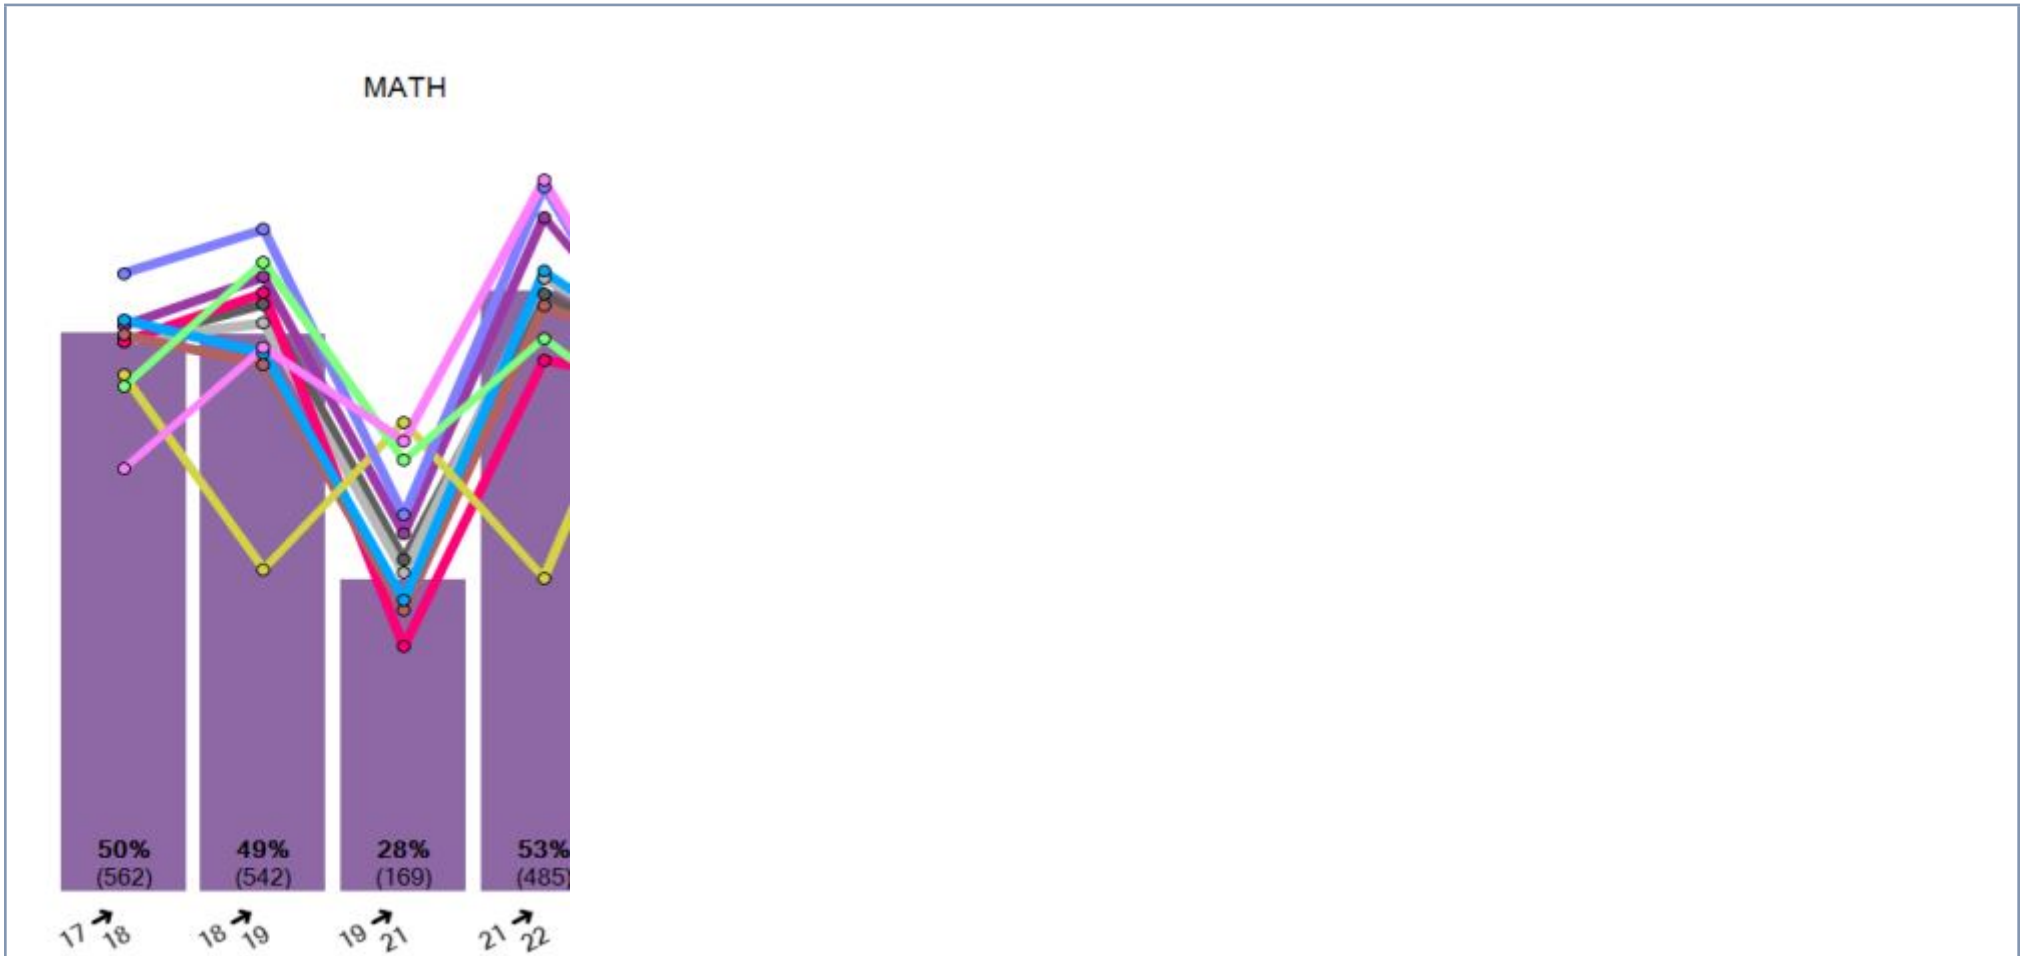 MATH
50% 49% 28% 53%
(562) (542) (169) (485)
17➔18 18➔19 19➔21 21➔22